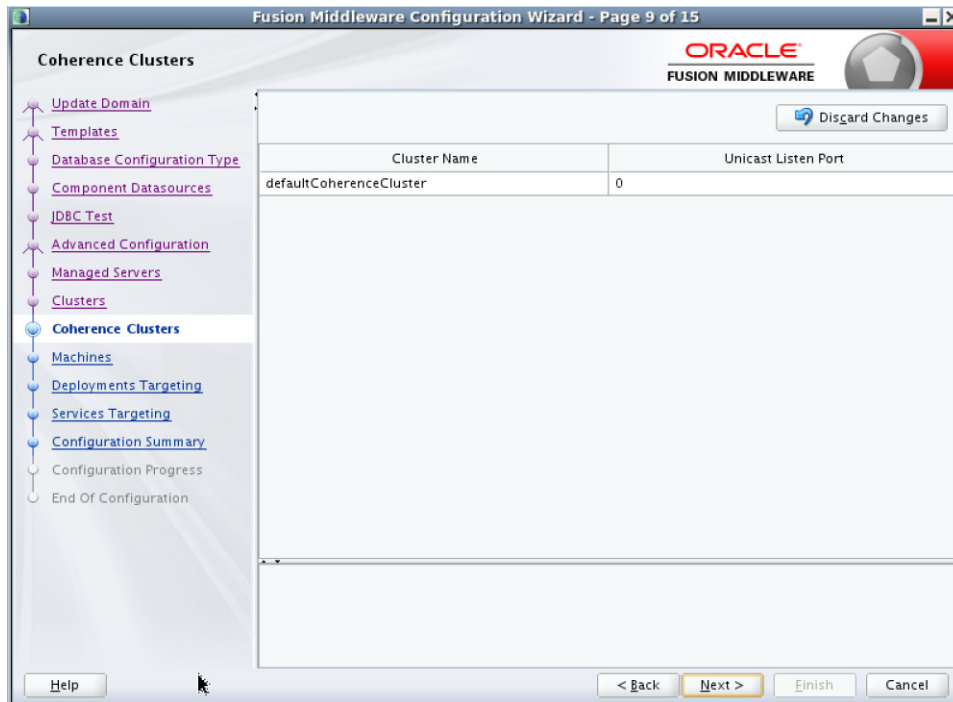 Fusion Middleware Configuration Wizard - Page 9 of 15
Coherence Clusters
ORACLE
FUSION MIDDLEWARE
Update Domain
Templates
Database Configuration Type
Component Datasources
JDBC Test
Advanced Configuration
Managed Servers
Clusters
Coherence Clusters
Machines
Deployments Targeting
Services Targeting
Configuration Summary
Configuration Progress
End Of Configuration
Discard Changes
Cluster Name Unicast Listen Port
defaultCoherenceCluster 0
Help < Back Next > Finish Cancel